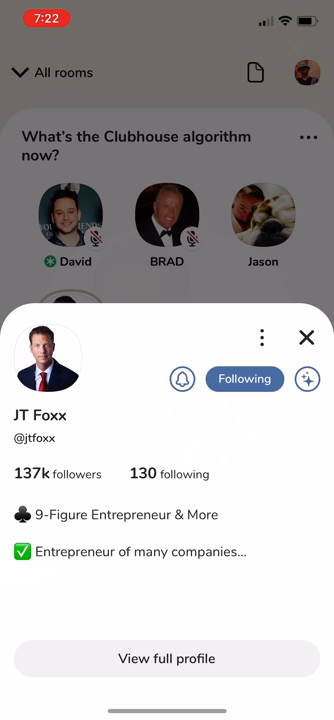 7:22
All rooms
What's the Clubhouse algorithm
now?
David
BRAD
Jason
Following
JT Foxx
@jtfoxx
137k followers 130 following
♣️ 9-Figure Entrepreneur & More
✅ Entrepreneur of many companies...
View full profile